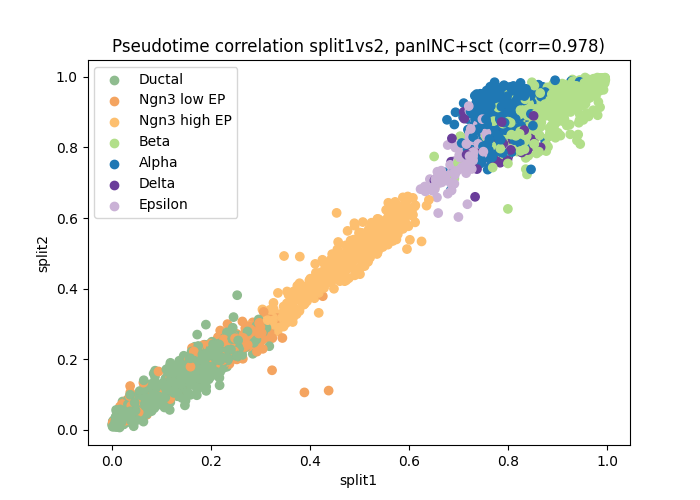 Pseudotime correlation split1vs2, panINC+sct (corr=0.978)
Ductal
Ngn3 low EP
Ngn3 high EP
Beta
Alpha
Delta
Epsilon
1.0
0.8
0.6
0.4
0.2
0.0
split2
0.0 0.2 0.4 0.6 0.8 1.0
split1